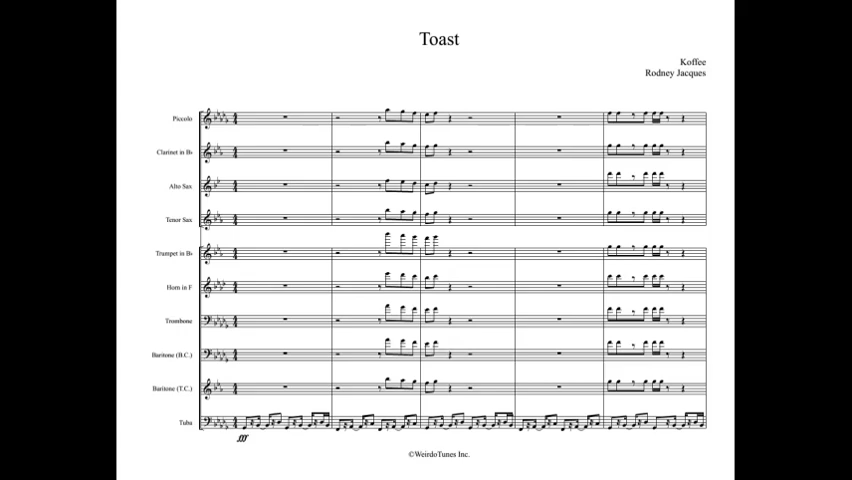 Toast
Koffee
Rodney Jacques
Piccolo
Clarinet in B♭
Alto Sax
Tenor Sax
Trumpet in B♭
Horn in F
Trombone
Baritone (B.C.)
Baritone (T.C.)
Tuba
fff
©WeirdoTunes Inc.